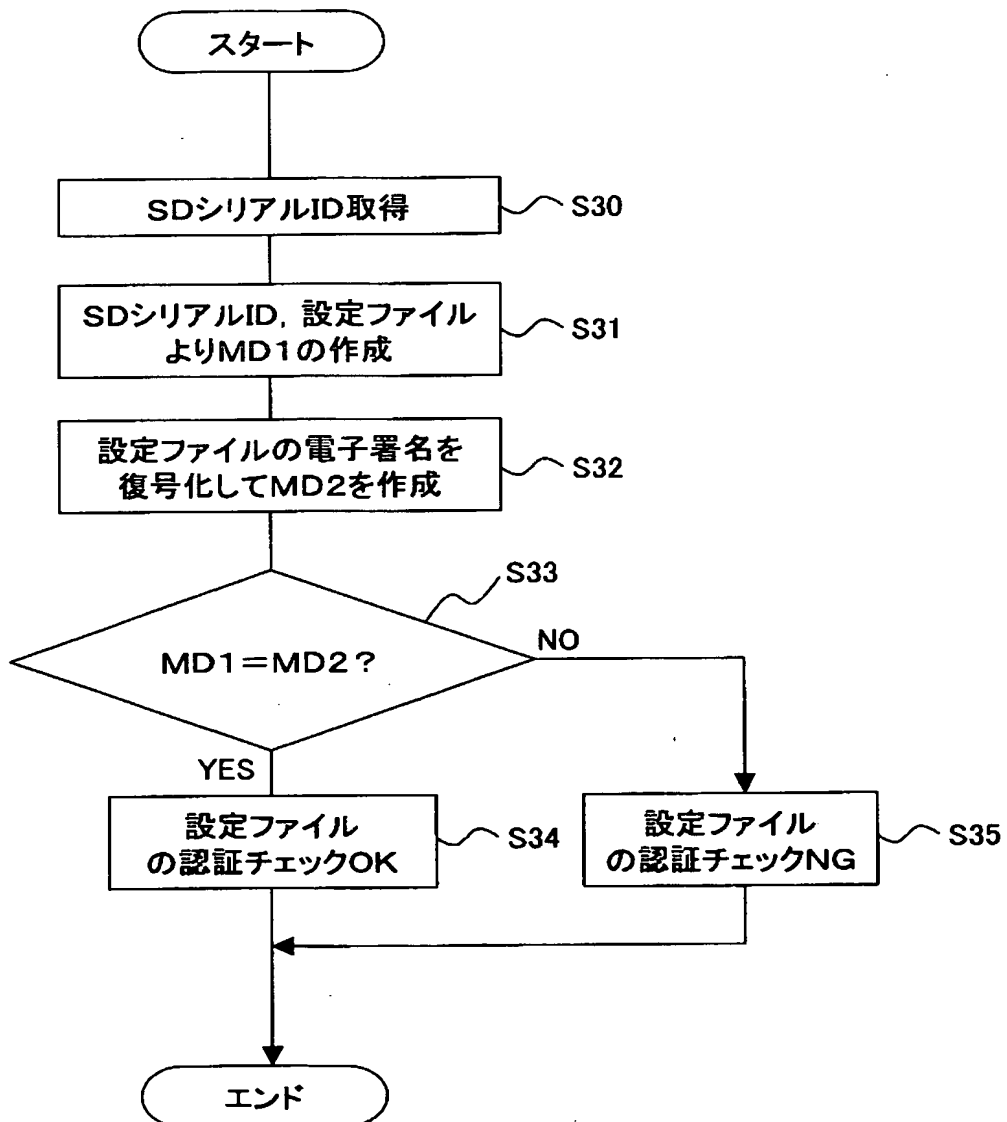 スタート
SDシリアルID取得
S30
SDシリアルID, 設定ファイル
よりMD1の作成
S31
設定ファイルの電子署名を
復号化してMD2を作成
S32
S33
MD1=MD2?
NO
YES
設定ファイル
の認証チェックOK
S34
設定ファイル
の認証チェックNG
S35
エンド